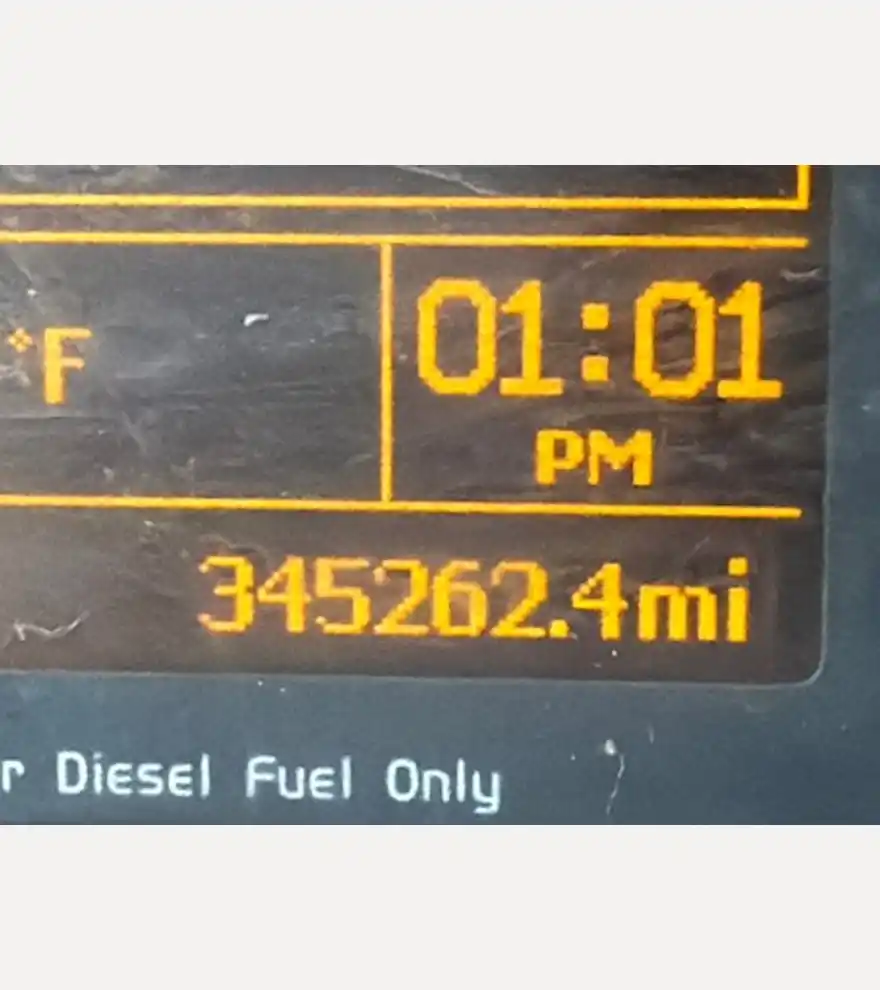 °F
01:01
PM
345262.4mi
r Diesel Fuel Only